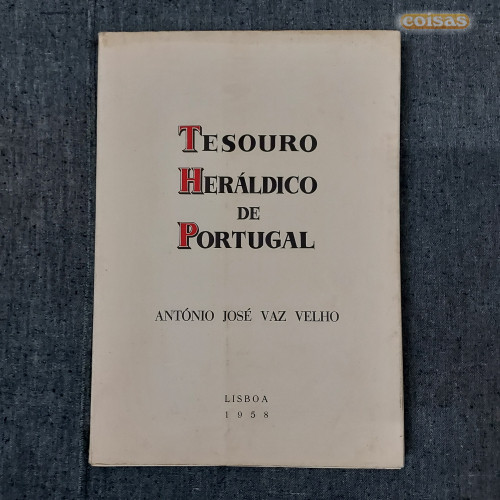 coisas
TESOURO
HERÁLDICO
DE
PORTUGAL
ANTÓNIO JOSÉ VAZ VELHO
LISBOA
1958